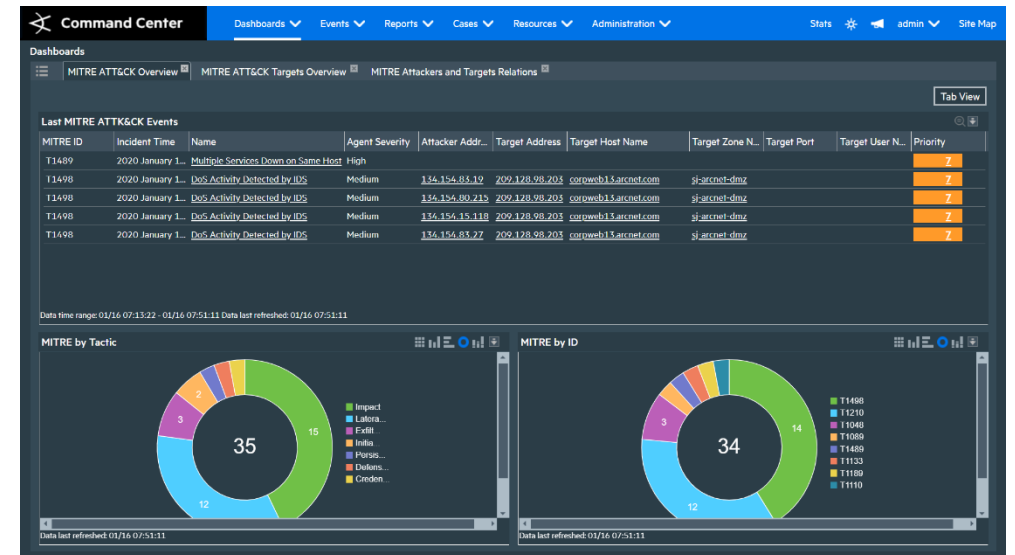 Command Center
Dashboards Events Reports Cases Resources Administration Stats admin Site Map
Dashboards
MITRE ATT&CK Overview MITRE ATT&CK Targets Overview MITRE Attackers and Targets Relations
Tab View
Last MITRE ATTK&CK Events
MITRE ID Incident Time Name Agent Severity Attacker Addr... Target Address Target Host Name Target Zone N... Target Port Target User N... Priority
T1489 2020 January 1... Multiple Services Down on Same Host High 7
T1498 2020 January 1... DoS Activity Detected by IDS Medium 134.154.83.19 209.128.98.203 corpweb13.arcnet.com sj-arcnet-dmz 7
T1498 2020 January 1... DoS Activity Detected by IDS Medium 134.154.80.215 209.128.98.203 corpweb13.arcnet.com sj-arcnet-dmz 7
T1498 2020 January 1... DoS Activity Detected by IDS Medium 134.154.15.118 209.128.98.203 corpweb13.arcnet.com sj-arcnet-dmz 7
T1498 2020 January 1... DoS Activity Detected by IDS Medium 134.154.83.27 209.128.98.203 corpweb13.arcnet.com sj-arcnet-dmz 7
Data time range: 01/16 07:13:22 - 01/16 07:51:11 Data last refreshed: 01/16 07:51:11
MITRE by Tactic
2
3
15
35
12
Impact
Latora...
Exfilt...
Initia...
Persis...
Defens...
Creden...
Data last refreshed: 01/16 07:51:11
MITRE by ID
3
14
34
12
T1498
T1210
T1048
T1089
T1489
T1133
T1189
T1110
Data last refreshed: 01/16 07:51:11